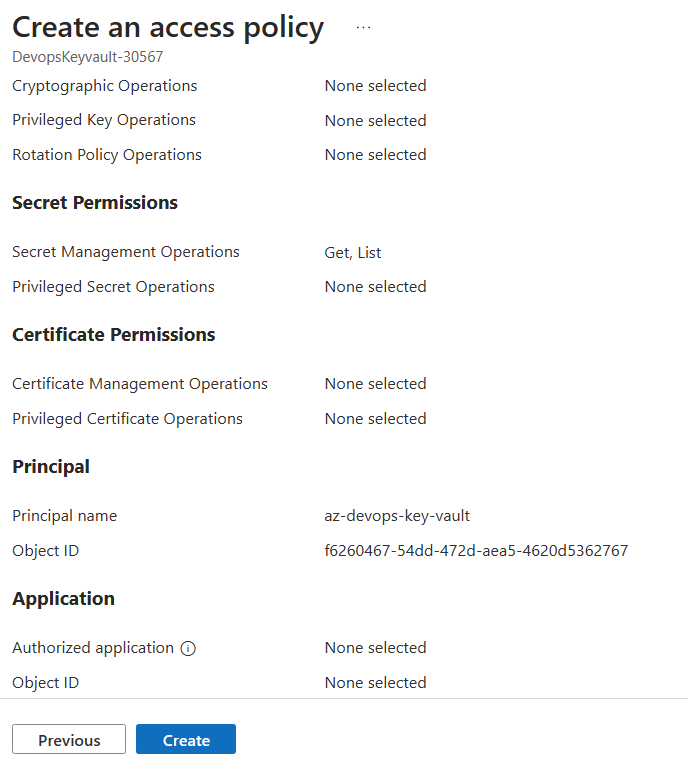 Create an access policy ...
DevopsKeyvault-30567
Cryptographic Operations None selected
Privileged Key Operations None selected
Rotation Policy Operations None selected
Secret Permissions
Secret Management Operations Get, List
Privileged Secret Operations None selected
Certificate Permissions
Certificate Management Operations None selected
Privileged Certificate Operations None selected
Principal
Principal name az-devops-key-vault
Object ID f6260467-54dd-472d-aea5-4620d5362767
Application
Authorized application None selected
Object ID None selected
Previous Create